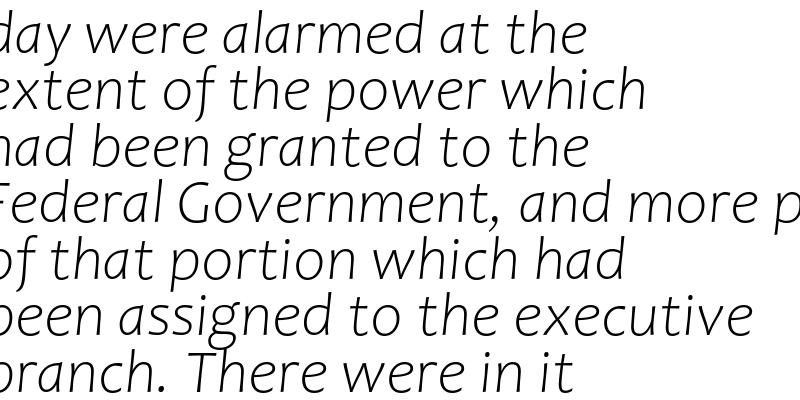 day were alarmed at the
extent of the power which
had been granted to the
Federal Government, and more p
of that portion which had
been assigned to the executive
branch. There were in it